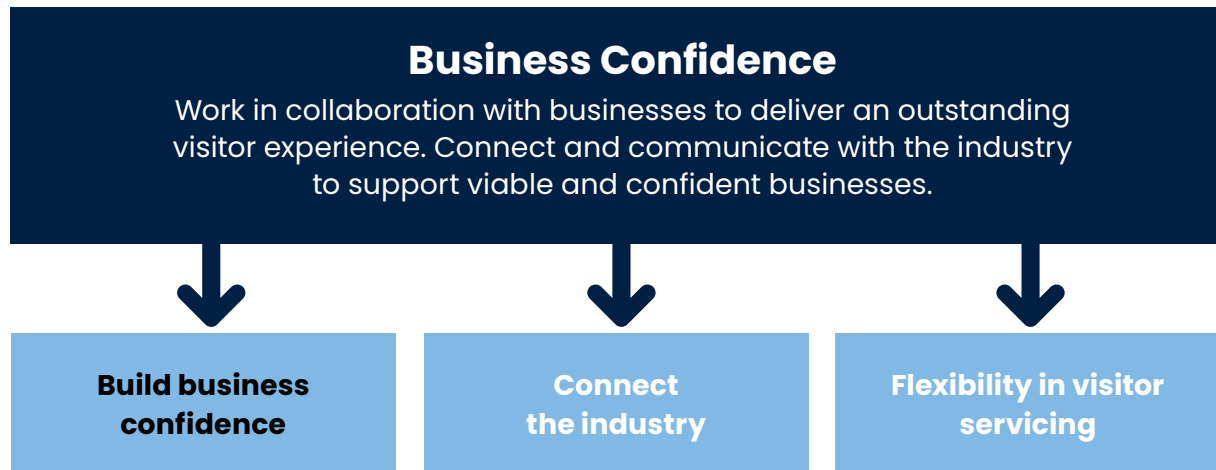 Business Confidence
Work in collaboration with businesses to deliver an outstanding
visitor experience. Connect and communicate with the industry
to support viable and confident businesses.
Build business
confidence
Connect
the industry
Flexibility in visitor
servicing